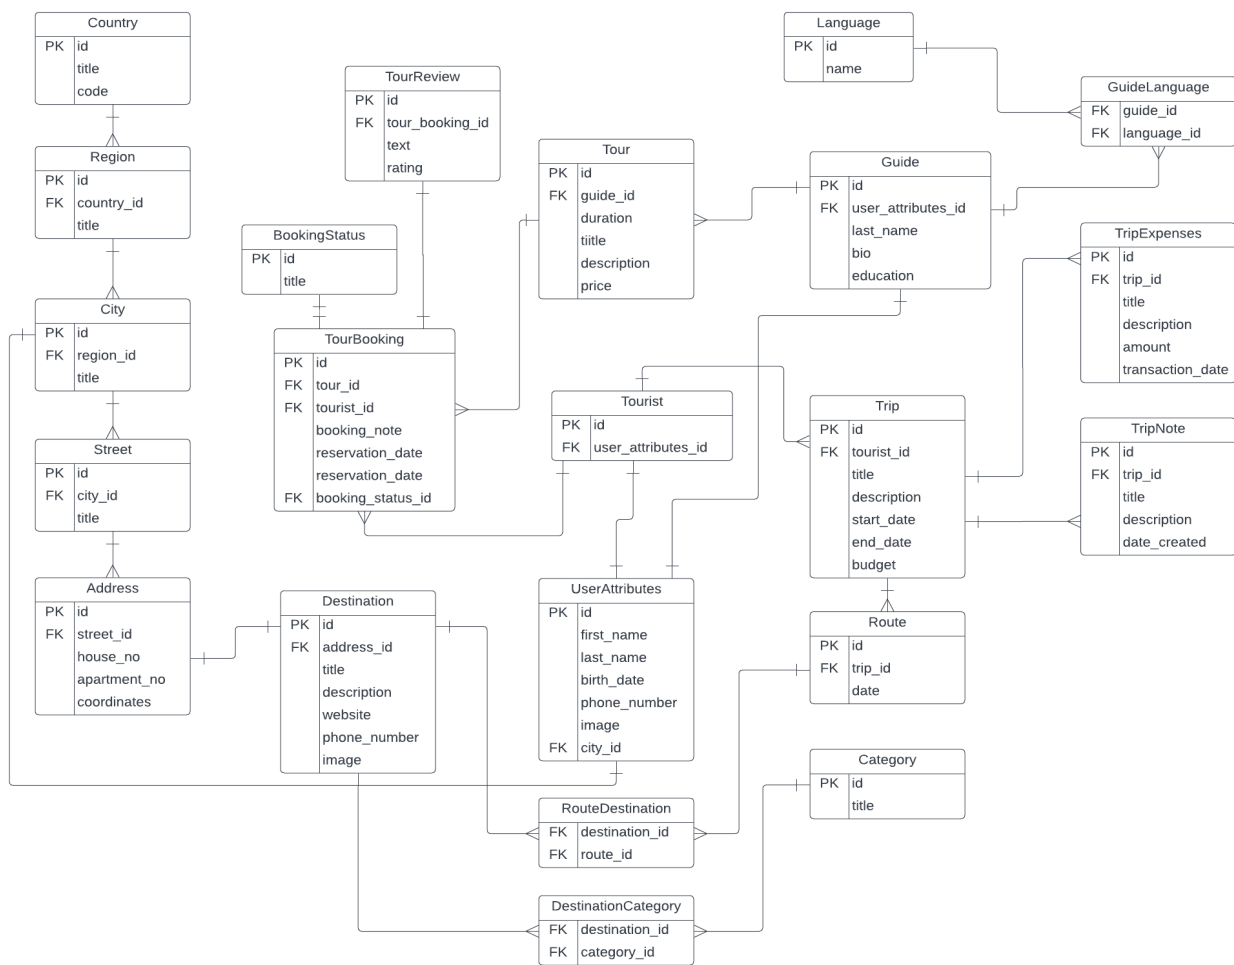 Country
PK id
title
code
Region
PK id
FK country_id
title
City
PK id
FK region_id
title
Street
PK id
FK city_id
title
Address
PK id
FK street_id
house_no
apartment_no
coordinates
TourReview
PK id
FK tour_booking_id
text
rating
BookingStatus
PK id
title
TourBooking
PK id
FK tour_id
FK tourist_id
booking_note
reservation_date
reservation_date
FK booking_status_id
Destination
PK id
FK address_id
title
description
website
phone_number
image
Tour
PK id
FK guide_id
duration
tiitle
description
price
Tourist
PK id
FK user_attributes_id
UserAttributes
PK id
first_name
last_name
birth_date
phone_number
image
FK city_id
RouteDestination
FK destination_id
FK route_id
DestinationCategory
FK destination_id
FK category_id
Language
PK id
name
Guide
PK id
FK user_attributes_id
last_name
bio
education
Trip
PK id
FK tourist_id
title
description
start_date
end_date
budget
Route
PK id
FK trip_id
date
Category
PK id
title
GuideLanguage
FK guide_id
FK language_id
TripExpenses
PK id
FK trip_id
title
description
amount
transaction_date
TripNote
PK id
FK trip_id
title
description
date_created